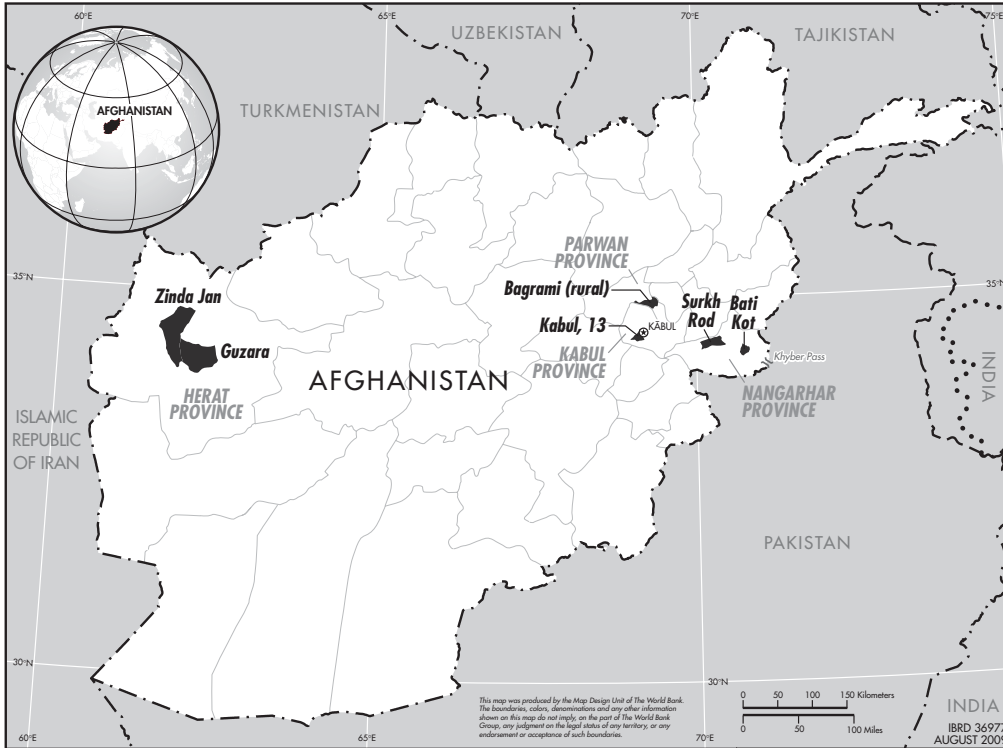 60°E
65°E
70°E
75°E
UZBEKISTAN
TAJIKISTAN
AFGHANISTAN
TURKMENISTAN
PARWAN
PROVINCE
35°N
35°N
Bagrami (rural)
Zinda Jan
Surkh
Rod
Bati
Kot
Kabul, 13
KĀBUL
Guzara
KABUL
PROVINCE
Khyber Pass
INDIA
AFGHANISTAN
HERAT
PROVINCE
NANGARHAR
PROVINCE
ISLAMIC
REPUBLIC
OF IRAN
PAKISTAN
30°N
30°N
This map was produced by the Map Design Unit of The World Bank.
The boundaries, colors, denominations and any other information
shown on this map do not imply, on the part of The World Bank
Group, any judgment on the legal status of any territory, or any
endorsement or acceptance of such boundaries.
0 50 100 150 Kilometers
0 50 100 Miles
INDIA
IBRD 36977
AUGUST 2009
60°E
65°E
70°E